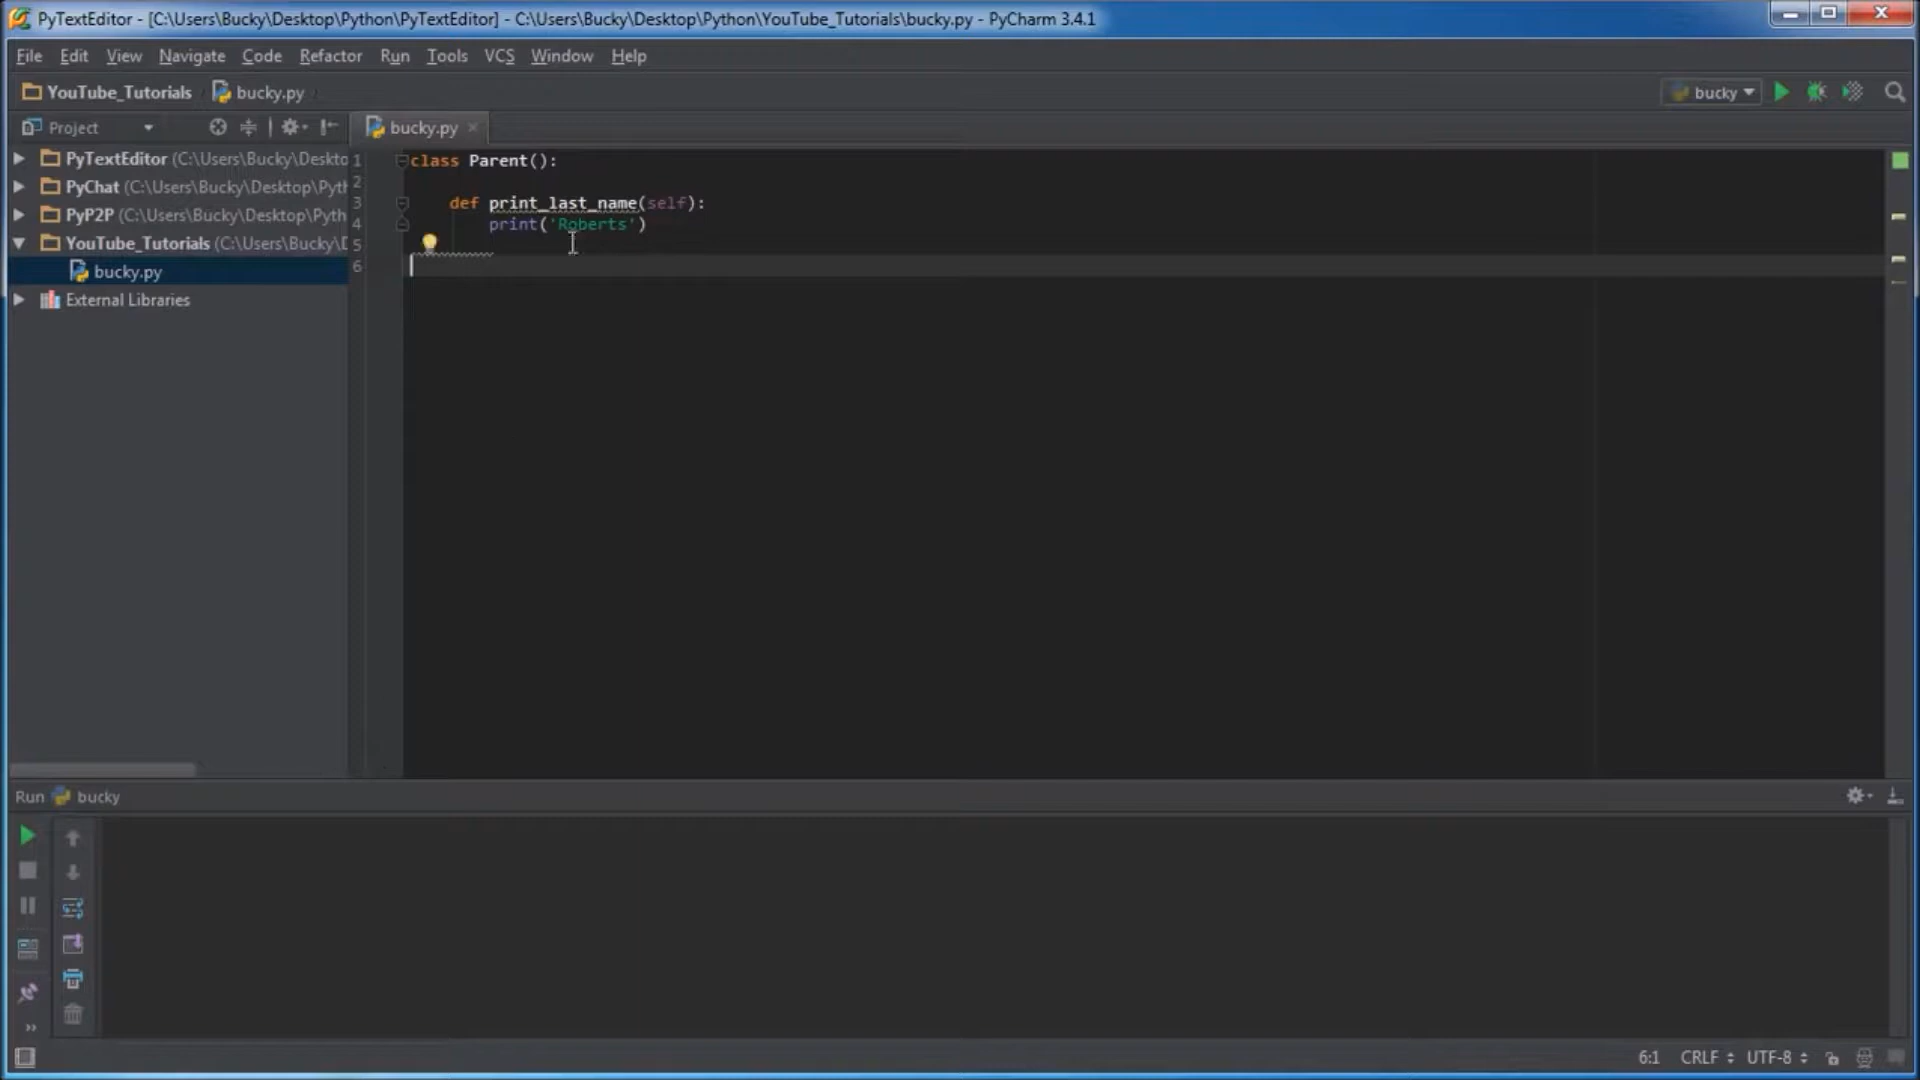 PyTextEditor - [C:\Users\Bucky\Desktop\Python\PyTextEditor] - C:\Users\Bucky\Desktop\Python\YouTube_Tutorials\bucky.py - PyCharm 3.4.1
File Edit View Navigate Code Refactor Run Tools VCS Window Help
YouTube_Tutorials bucky.py
bucky
Project
bucky.py
PyTextEditor (C:\Users\Bucky\Deskto
PyChat (C:\Users\Bucky\Desktop\Pyth
PyP2P (C:\Users\Bucky\Desktop\Pyth
YouTube_Tutorials (C:\Users\Bucky\D
bucky.py
External Libraries
1 class Parent():
2
3 def print_last_name(self):
4 print('Roberts')
5
6
Run bucky
6:1 CRLF UTF-8